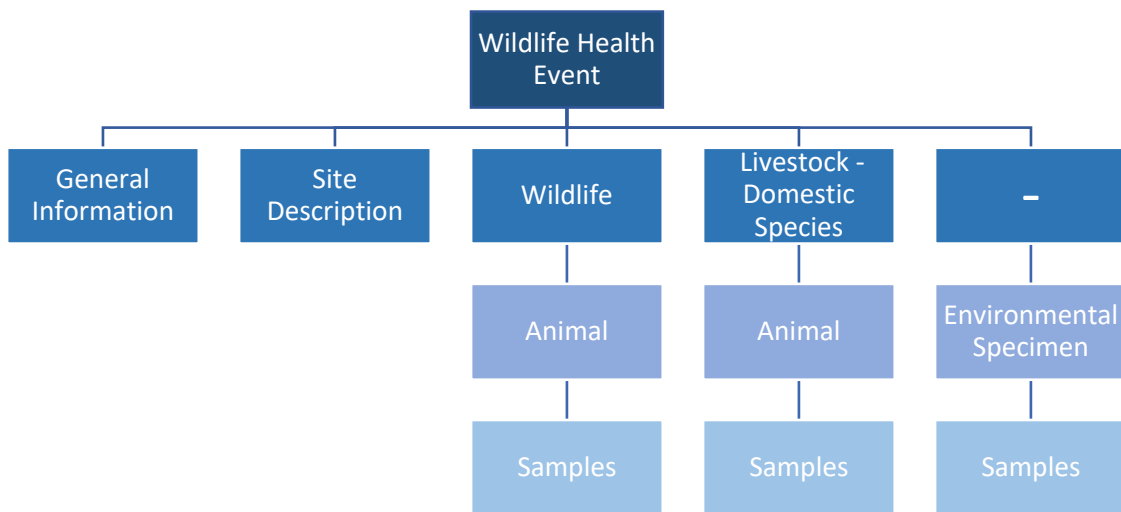 Wildlife Health
Event
General
Information
Site
Description
Wildlife
Livestock -
Domestic
Species
–
Animal
Animal
Environmental
Specimen
Samples
Samples
Samples